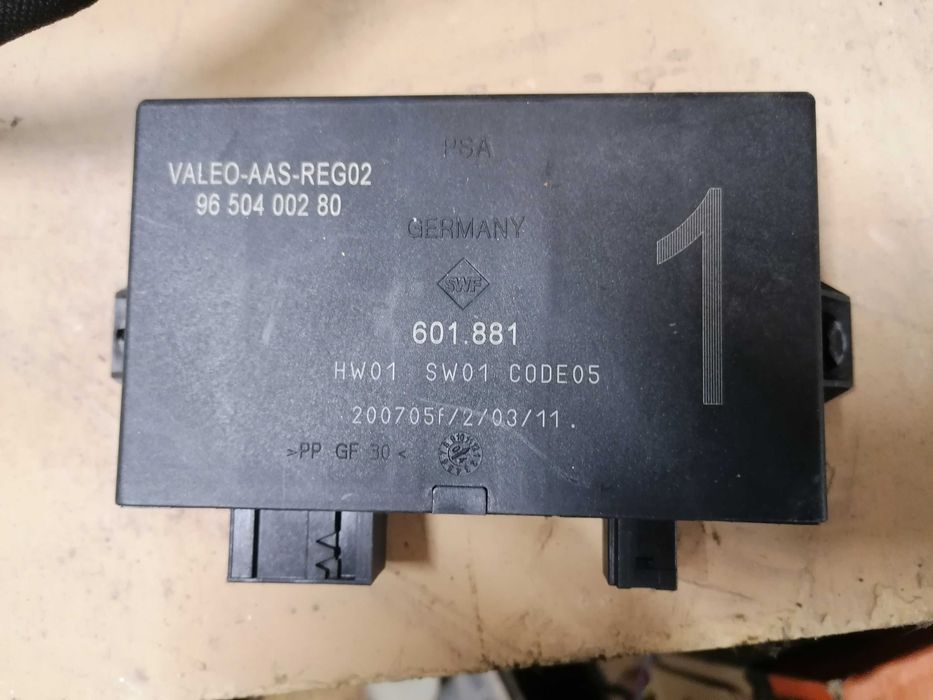 PSA
VALEO-AAS-REG02
96 504 002 80
GERMANY
SWF
1
601.881
HW01 SW01 CODE05
200705f/2/03/11.
>PP GF 30<